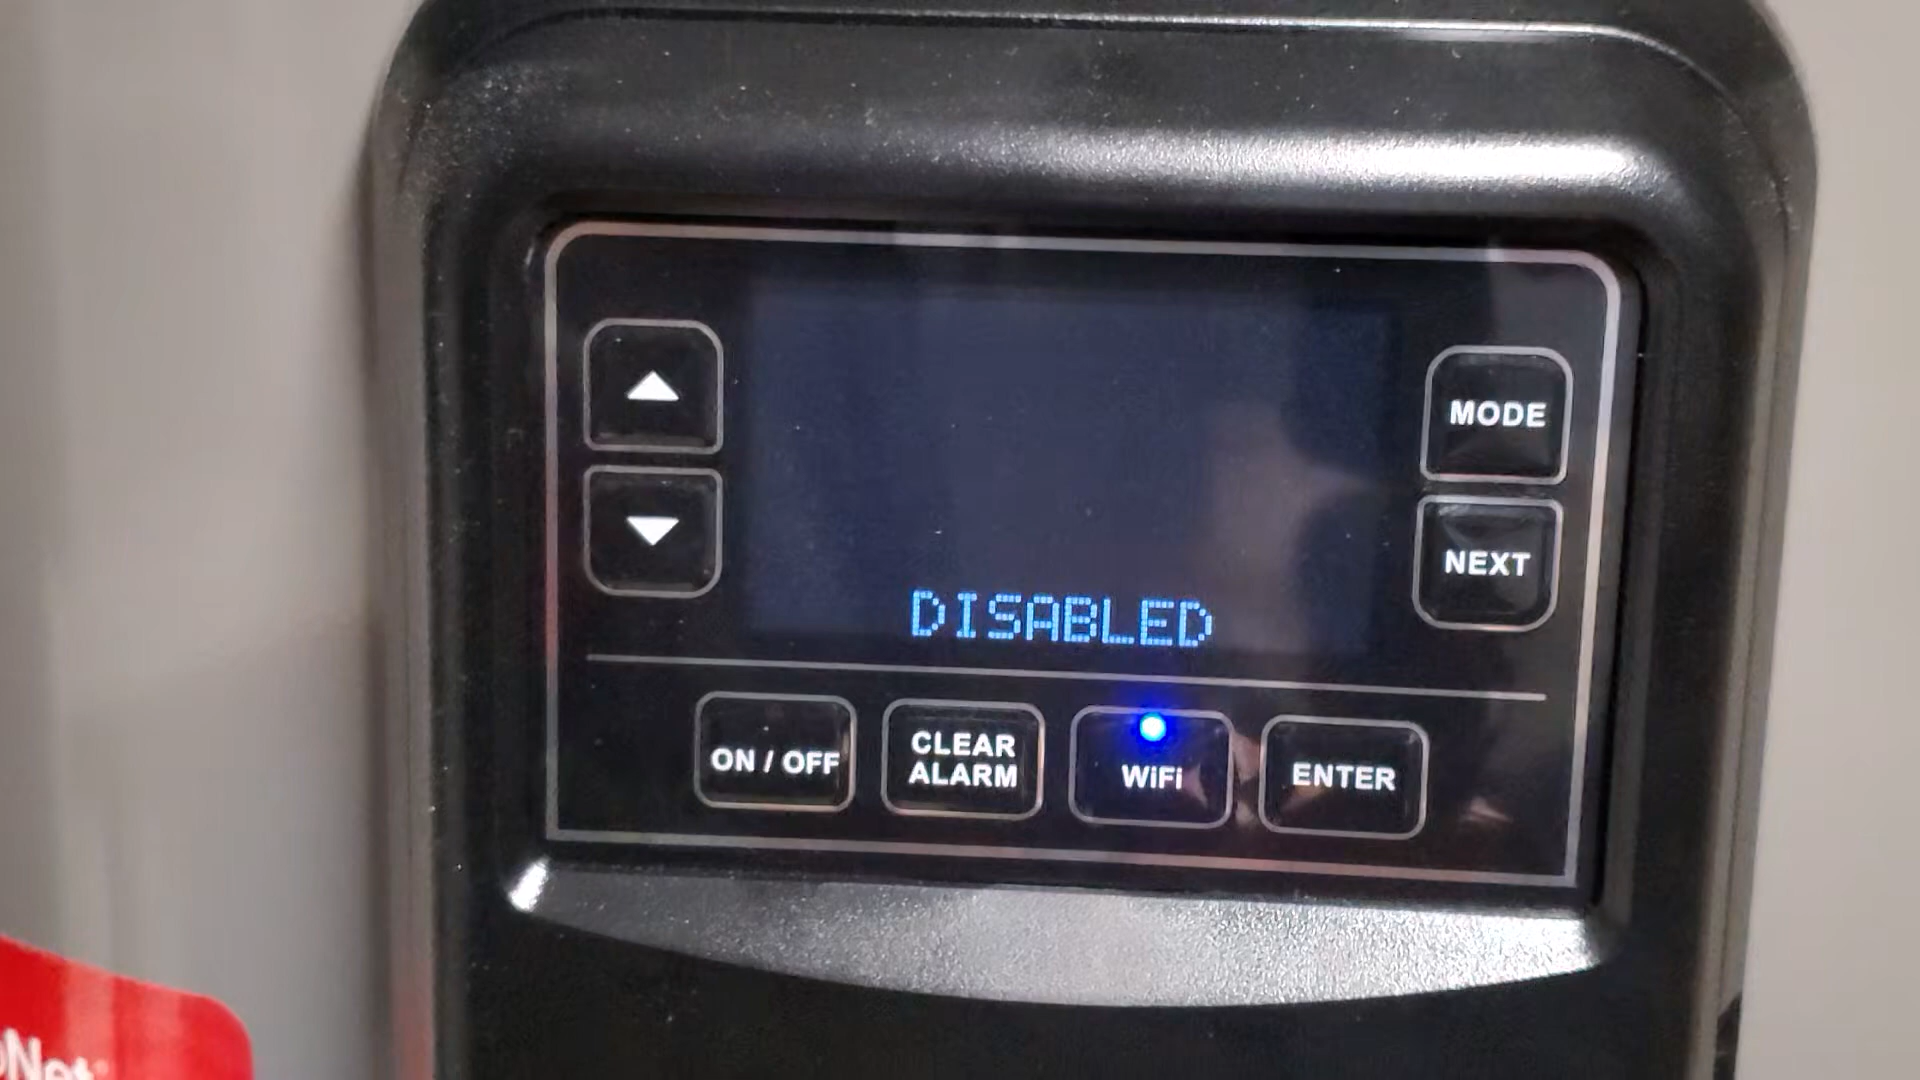 MODE
NEXT
DISABLED
ON / OFF
CLEAR
ALARM
WiFi
ENTER